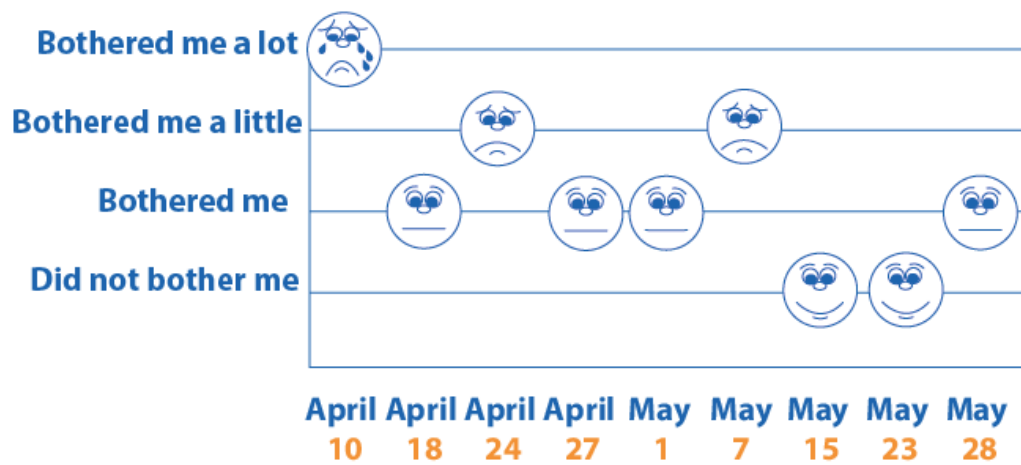 Bothered me a lot
Bothered me a little
Bothered me
Did not bother me
April April April April May May May May May
10 18 24 27 1 7 15 23 28